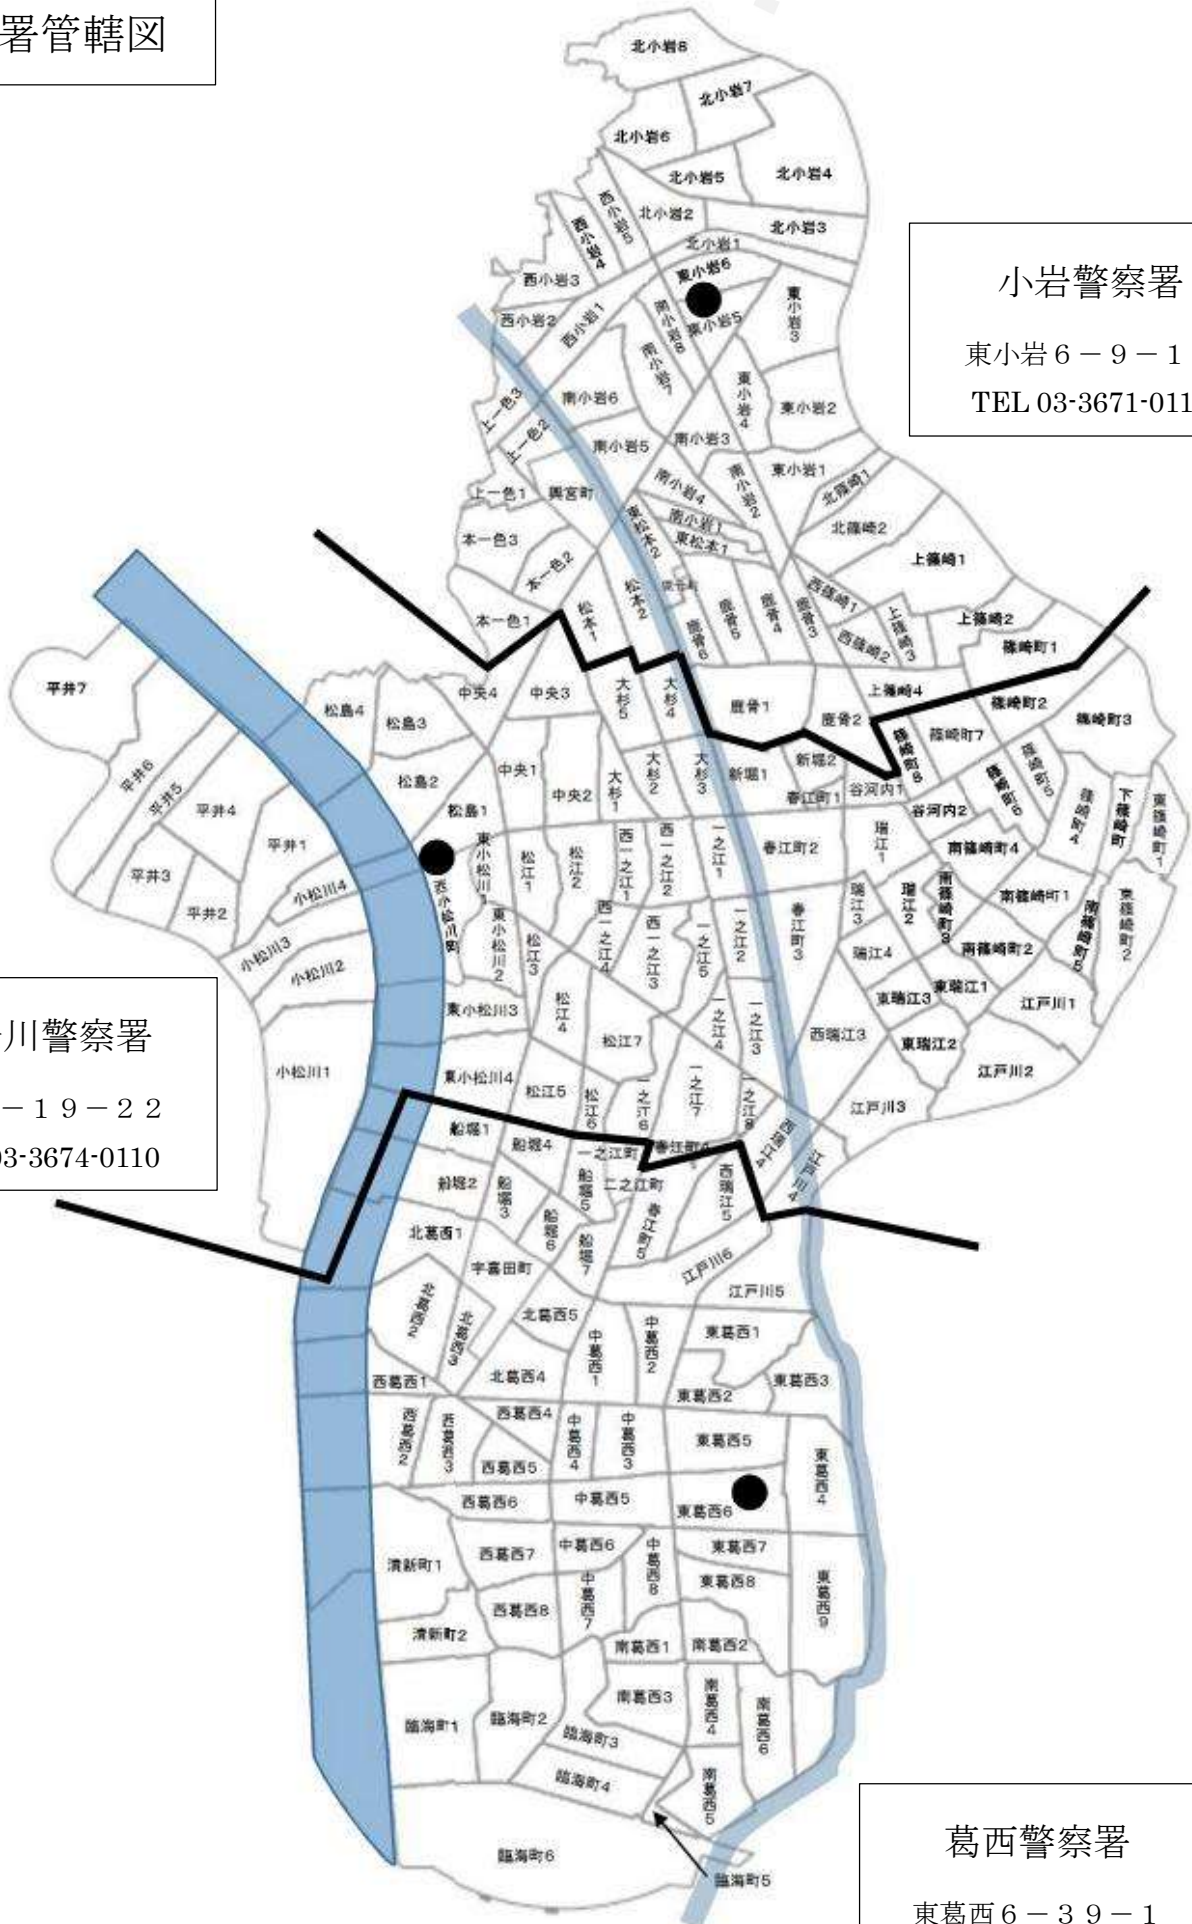 署管轄図
北小岩8
北小岩7
北小岩6
北小岩5
北小岩4
西小岩5
北小岩2
北小岩3
西小岩4
北小岩1
西小岩3
東小岩6
小岩警察署
東小岩6-9-1
TEL 03-3671-011
西小岩2
西小岩1
南小岩8
東小岩5
東小岩3
南小岩7
上一色3
南小岩6
東小岩4
東小岩2
上一色2
南小岩5
南小岩3
上一色1
興宮町
南小岩4
南小岩2
東小岩1
北篠崎1
本一色3
東松本2
南小岩1
東松本1
北篠崎2
上篠崎1
本一色2
松本2
本一色1
松本1
鹿骨6
鹿骨5
鹿骨4
鹿骨3
西篠崎1
西篠崎2
上篠崎3
上篠崎2
篠崎町1
平井7
松島4
松島3
中央4
中央3
大杉5
大杉4
鹿骨1
鹿骨2
上篠崎4
篠崎町2
篠崎町3
篠崎町8
篠崎町7
平井6
平井5
平井4
松島2
中央1
中央2
大杉1
大杉2
大杉3
新堀1
新堀2
春江町1
谷河内1
谷河内2
篠崎町6
篠崎町5
篠崎町4
下篠崎町
東篠崎町1
松島1
平井1
平井3
平井2
小松川4
西小松川町
東小松川1
松江1
松江2
西一之江1
西一之江2
一之江1
春江町2
瑞江1
南篠崎町4
小松川3
小松川2
東小松川2
松江3
西一之江4
西一之江3
一之江5
一之江2
春江町3
瑞江3
瑞江2
南篠崎町3
南篠崎町1
南篠崎町2
南篠崎町5
東篠崎町2
瑞江4
川警察署
-19-22
03-3674-0110
小松川1
東小松川3
松江4
松江7
一之江4
一之江3
西瑞江3
東瑞江3
東瑞江1
江戸川1
東瑞江2
江戸川2
東小松川4
松江5
松江6
一之江6
一之江7
一之江8
江戸川3
船堀1
船堀4
一之江町
春江町4
西瑞江4
江戸川4
船堀2
船堀3
船堀5
二之江町
西瑞江5
北葛西1
船堀6
船堀7
春江町5
宇喜田町
江戸川6
江戸川5
北葛西2
北葛西3
北葛西5
中葛西1
中葛西2
東葛西1
西葛西1
北葛西4
東葛西2
東葛西3
西葛西2
西葛西3
西葛西4
中葛西4
中葛西3
東葛西5
東葛西4
西葛西5
西葛西6
中葛西5
東葛西6
清新町1
西葛西7
中葛西6
中葛西8
東葛西7
東葛西8
東葛西9
西葛西8
中葛西7
清新町2
南葛西1
南葛西2
臨海町1
臨海町2
南葛西3
南葛西4
南葛西6
臨海町3
臨海町4
南葛西5
臨海町6
臨海町5
葛西警察署
東葛西6-39-1